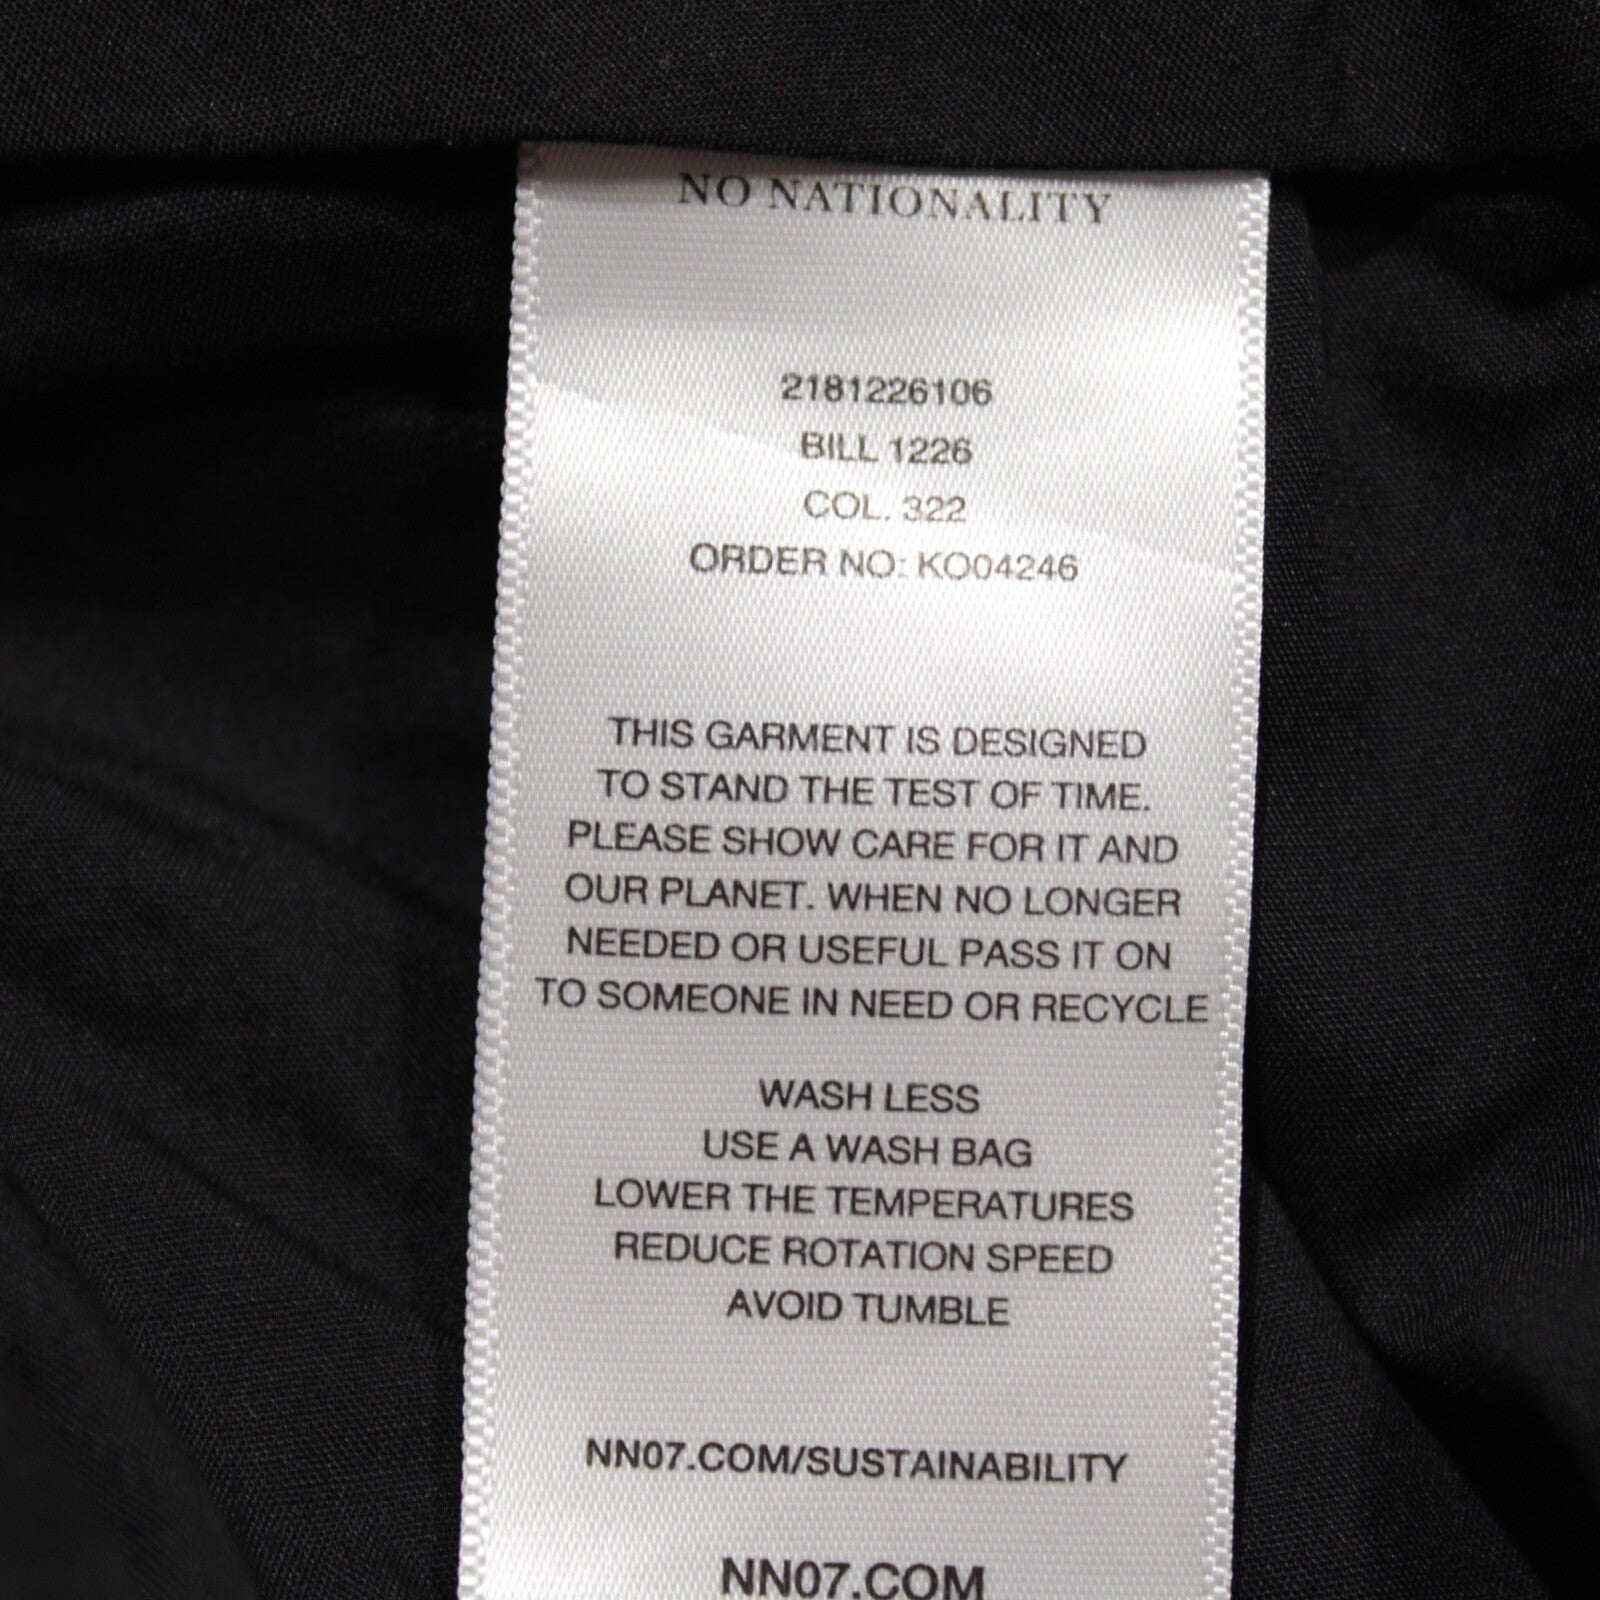 NO NATIONALITY
2181226106
BILL 1226
COL. 322
ORDER NO: KO04246
THIS GARMENT IS DESIGNED
TO STAND THE TEST OF TIME.
PLEASE SHOW CARE FOR IT AND
OUR PLANET. WHEN NO LONGER
NEEDED OR USEFUL PASS IT ON
TO SOMEONE IN NEED OR RECYCLE
WASH LESS
USE A WASH BAG
LOWER THE TEMPERATURES
REDUCE ROTATION SPEED
AVOID TUMBLE
NN07.COM/SUSTAINABILITY
NN07.COM